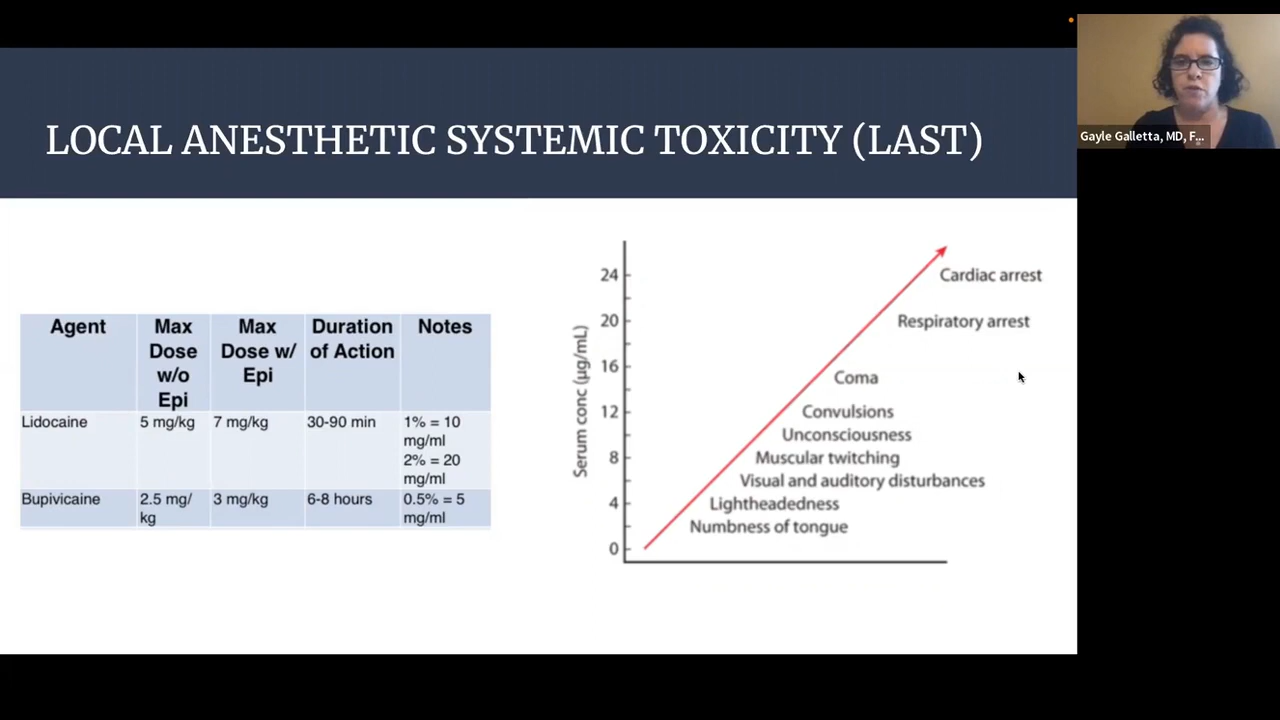 LOCAL ANESTHETIC SYSTEMIC TOXICITY (LAST)
Gayle Galletta, MD, F...
Agent
Max
Dose
w/o
Epi
Max
Dose w/
Epi
Duration
of Action
Notes
Lidocaine
5 mg/kg
7 mg/kg
30-90 min
1% = 10
mg/ml
2% = 20
mg/ml
Bupivicaine
2.5 mg/
kg
3 mg/kg
6-8 hours
0.5% = 5
mg/ml
Serum conc (µg/mL)
24
20
16
12
8
4
0
Cardiac arrest
Respiratory arrest
Coma
Convulsions
Unconsciousness
Muscular twitching
Visual and auditory disturbances
Lightheadedness
Numbness of tongue